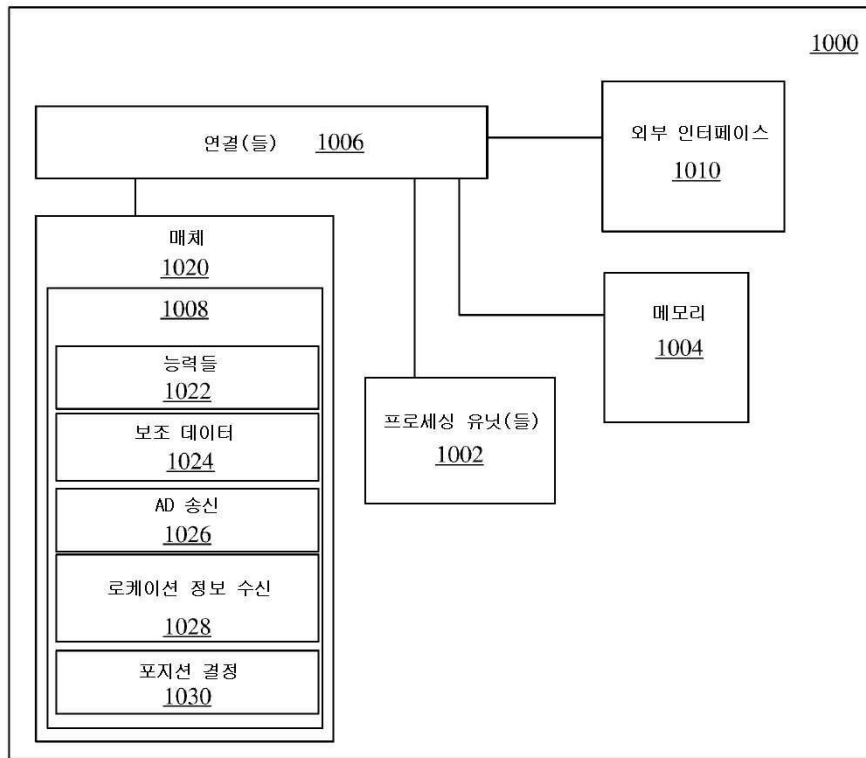 1000
연결(들) 1006
외부 인터페이스
1010
매체
1020
1008
능력들
1022
보조 데이터
1024
AD 송신
1026
로케이션 정보 수신
1028
포지션 결정
1030
프로세싱 유닛(들)
1002
메모리
1004